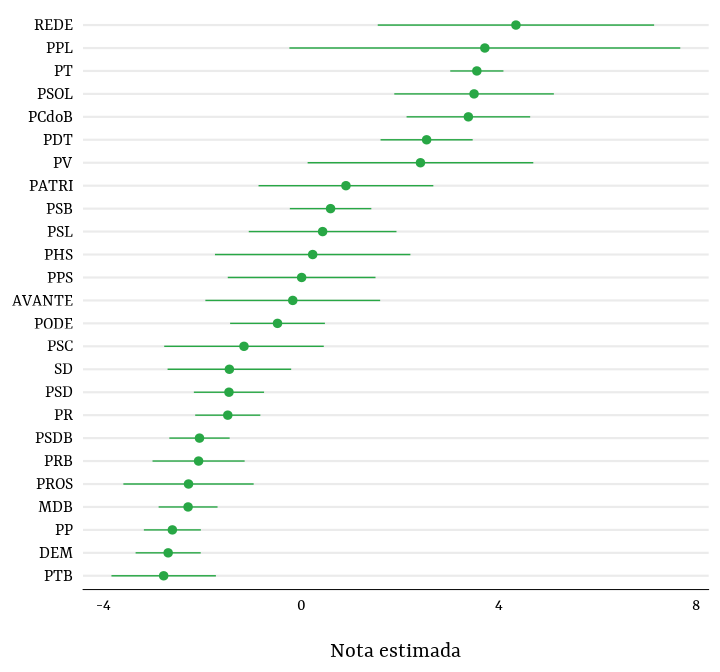 REDE
PPL
PT
PSOL
PCdoB
PDT
PV
PATRI
PSB
PSL
PHS
PPS
AVANTE
PODE
PSC
SD
PSD
PR
PSDB
PRB
PROS
MDB
PP
DEM
PTB
-4 0 4 8
Nota estimada